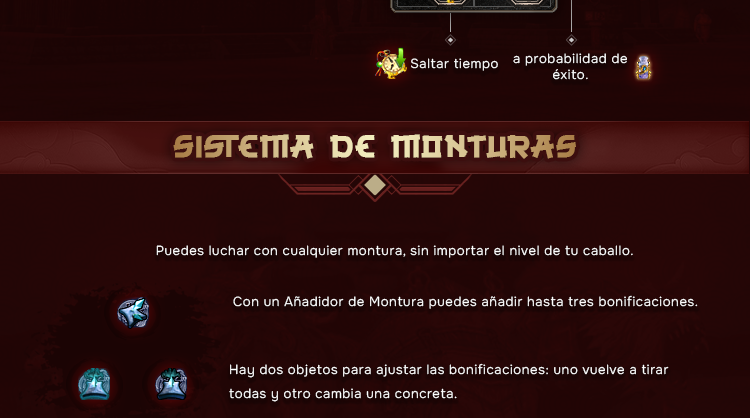 Saltar tiempo
a probabilidad de
éxito.
SISTEMA DE MONTURAS
Puedes luchar con cualquier montura, sin importar el nivel de tu caballo.
Con un Añadidor de Montura puedes añadir hasta tres bonificaciones.
Hay dos objetos para ajustar las bonificaciones: uno vuelve a tirar
todas y otro cambia una concreta.